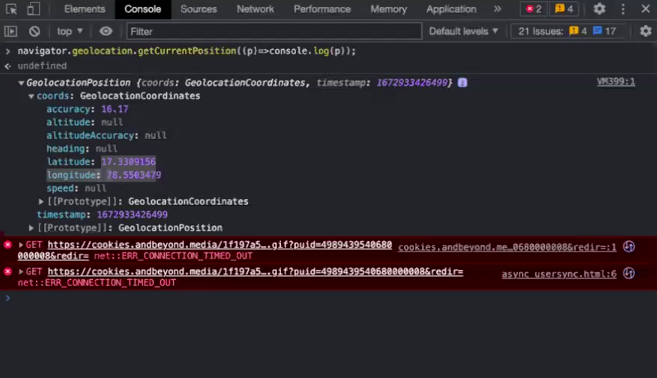 Elements Console Sources Network Performance Memory Application » 2 4
top Filter Default levels 21 Issues: 4 17
navigator.geolocation.getCurrentPosition((p)=>console.log(p));
undefined
GeolocationPosition {coords: GeolocationCoordinates, timestamp: 1672933426499} i VM399:1
coords: GeolocationCoordinates
accuracy: 16.17
altitude: null
altitudeAccuracy: null
heading: null
latitude: 17.3309156
longitude: 78.5503479
speed: null
[[Prototype]]: GeolocationCoordinates
timestamp: 1672933426499
[[Prototype]]: GeolocationPosition
GET https://cookies.andbeyond.media/1f197a5….gif?puid=4989439540680 cookies.andbeyond.me…0680000008&redir=:1
000008&redir= net::ERR_CONNECTION_TIMED_OUT
GET https://cookies.andbeyond.media/1f197a5….gif?puid=4989439540680000008&redir= async_usersync.html:6
net::ERR_CONNECTION_TIMED_OUT